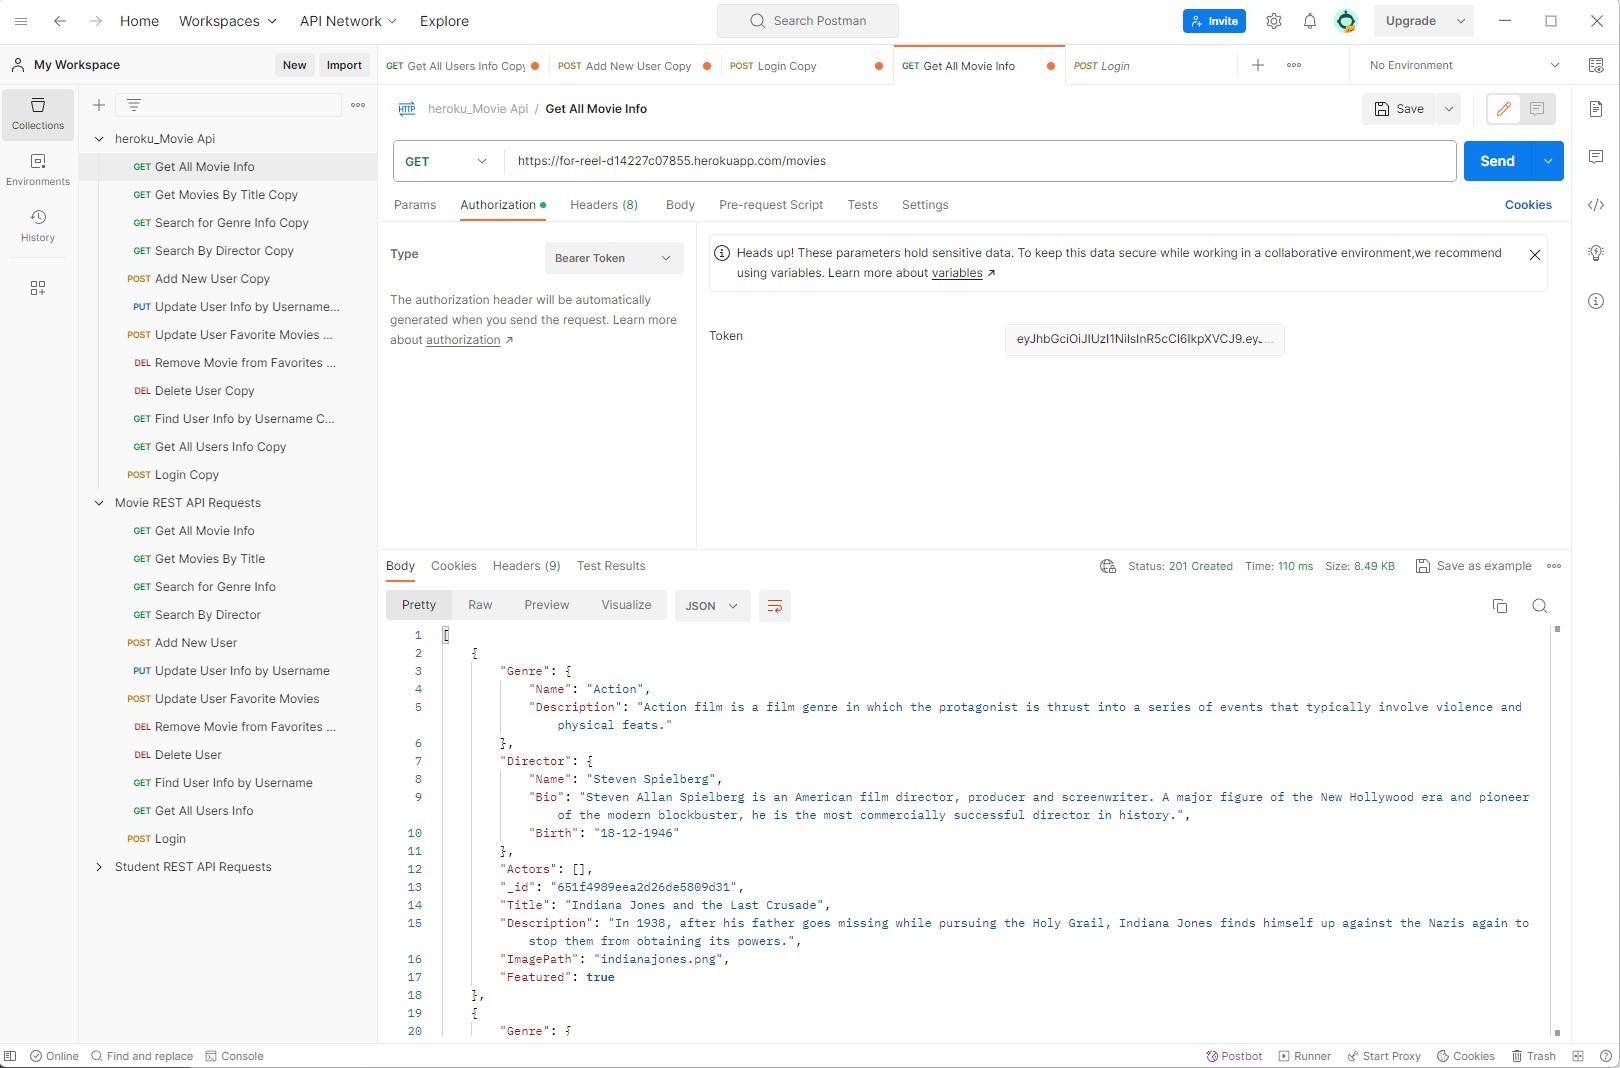 Home Workspaces API Network Explore Search Postman Invite Upgrade
My Workspace New Import
GET Get All Users Info Copy POST Add New User Copy POST Login Copy GET Get All Movie Info POST Login No Environment
Collections
Environments
History
heroku_Movie Api
GET Get All Movie Info
GET Get Movies By Title Copy
GET Search for Genre Info Copy
GET Search By Director Copy
POST Add New User Copy
PUT Update User Info by Username...
POST Update User Favorite Movies ...
DEL Remove Movie from Favorites ...
DEL Delete User Copy
GET Find User Info by Username C...
GET Get All Users Info Copy
POST Login Copy
Movie REST API Requests
GET Get All Movie Info
GET Get Movies By Title
GET Search for Genre Info
GET Search By Director
POST Add New User
PUT Update User Info by Username
POST Update User Favorite Movies
DEL Remove Movie from Favorites ...
DEL Delete User
GET Find User Info by Username
GET Get All Users Info
POST Login
Student REST API Requests
HTTP heroku_Movie Api / Get All Movie Info Save
GET https://for-reel-d14227c07855.herokuapp.com/movies Send
Params Authorization Headers (8) Body Pre-request Script Tests Settings Cookies
Type Bearer Token
The authorization header will be automatically
generated when you send the request. Learn more
about authorization ↗
Heads up! These parameters hold sensitive data. To keep this data secure while working in a collaborative environment,we recommend
using variables. Learn more about variables ↗
Token eyJhbGciOiJIUzI1NiIsInR5cCI6IkpXVCJ9.eyJ...
Body Cookies Headers (9) Test Results Status: 201 Created Time: 110 ms Size: 8.49 KB Save as example
Pretty Raw Preview Visualize JSON
1 [
2 {
3 "Genre": {
4 "Name": "Action",
5 "Description": "Action film is a film genre in which the protagonist is thrust into a series of events that typically involve violence and
physical feats."
6 },
7 "Director": {
8 "Name": "Steven Spielberg",
9 "Bio": "Steven Allan Spielberg is an American film director, producer and screenwriter. A major figure of the New Hollywood era and pioneer
of the modern blockbuster, he is the most commercially successful director in history.",
10 "Birth": "18-12-1946"
11 },
12 "Actors": [],
13 "_id": "651f4989eea2d26de5809d31",
14 "Title": "Indiana Jones and the Last Crusade",
15 "Description": "In 1938, after his father goes missing while pursuing the Holy Grail, Indiana Jones finds himself up against the Nazis again to
stop them from obtaining its powers.",
16 "ImagePath": "indianajones.png",
17 "Featured": true
18 },
19 {
20 "Genre": {
Online Find and replace Console Postbot Runner Start Proxy Cookies Trash